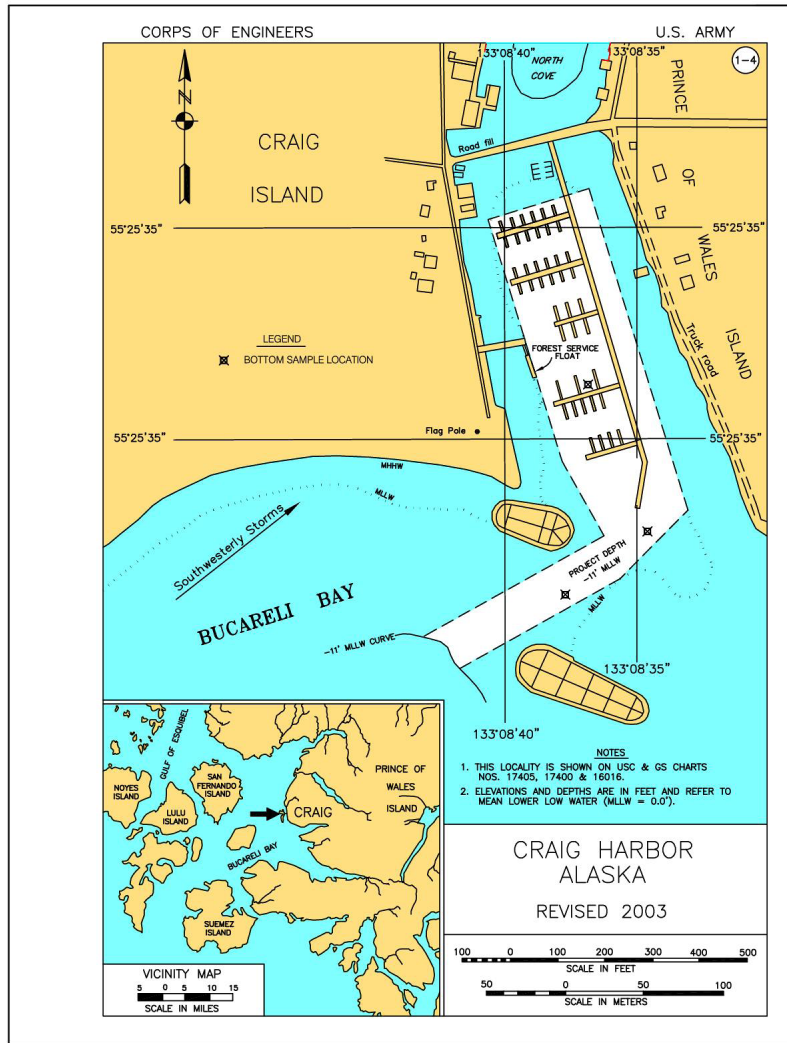 CORPS OF ENGINEERS
U.S. ARMY
133°08'40"
133°08'35"
1-4
NORTH
COVE
PRINCE
OF
WALES
ISLAND
N
CRAIG
ISLAND
Road fill
55°25'35"
55°25'35"
LEGEND
BOTTOM SAMPLE LOCATION
FOREST SERVICE
FLOAT
Truck road
Flag Pole
55°25'35"
55°25'35"
MHHW
MLLW
Southwesterly Storms
PROJECT DEPTH
-11' MLLW
MLLW
BUCARELI BAY
-11' MLLW CURVE
133°08'35"
133°08'40"
NOTES
1. THIS LOCALITY IS SHOWN ON USC & GS CHARTS
NOS. 17405, 17400 & 16016.
2. ELEVATIONS AND DEPTHS ARE IN FEET AND REFER TO
MEAN LOWER LOW WATER (MLLW = 0.0').
GULF OF ESQUIBEL
NOYES
ISLAND
SAN
FERNANDO
ISLAND
LULU
ISLAND
PRINCE OF
WALES
ISLAND
CRAIG
BUCARELI BAY
SUEMEZ
ISLAND
VICINITY MAP
5 0 5 10 15
SCALE IN MILES
CRAIG HARBOR
ALASKA
REVISED 2003
100 0 100 200 300 400 500
SCALE IN FEET
50 0 50 100
SCALE IN METERS